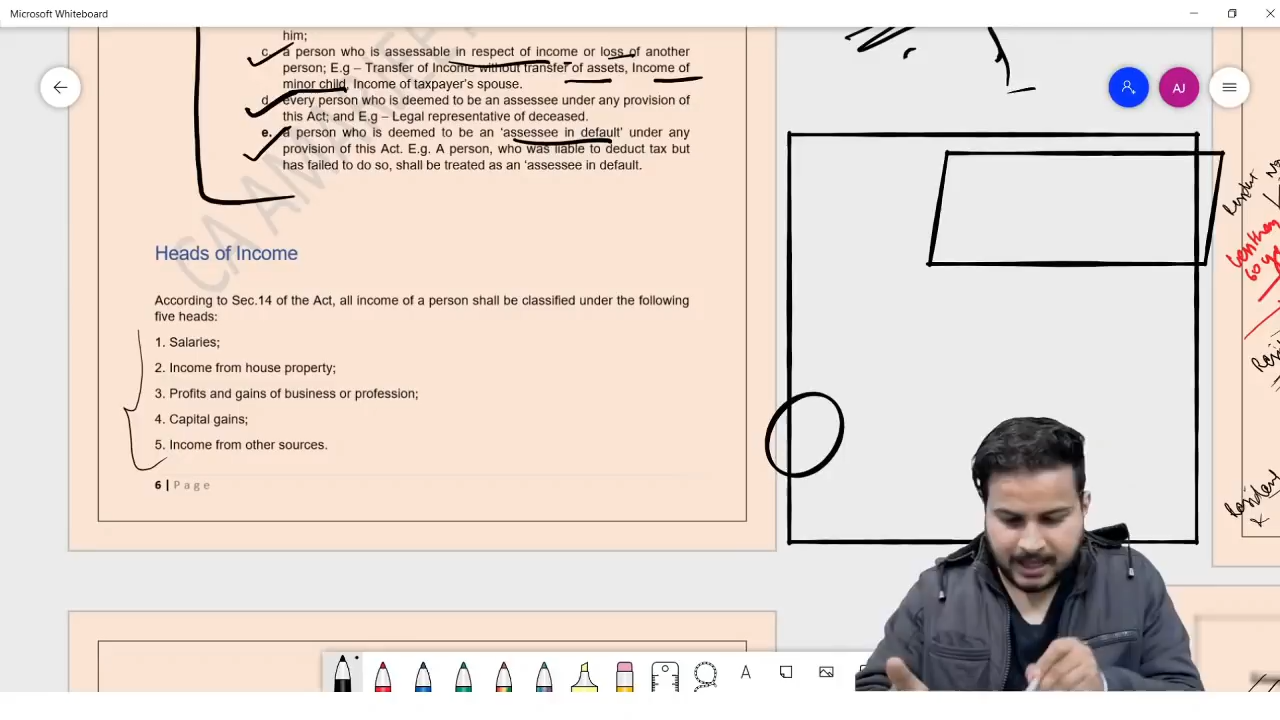 Microsoft Whiteboard
him;
c. a person who is assessable in respect of income or loss of another
person; E.g – Transfer of Income without transfer of assets, Income of
minor child, Income of taxpayer's spouse.
d. every person who is deemed to be an assessee under any provision of
this Act; and E.g – Legal representative of deceased.
e. a person who is deemed to be an 'assessee in default' under any
provision of this Act. E.g. A person, who was liable to deduct tax but
has failed to do so, shall be treated as an 'assessee in default.
AJ
Heads of Income
According to Sec.14 of the Act, all income of a person shall be classified under the following
five heads:
1. Salaries;
2. Income from house property;
3. Profits and gains of business or profession;
4. Capital gains;
5. Income from other sources.
6 | Page
60
A